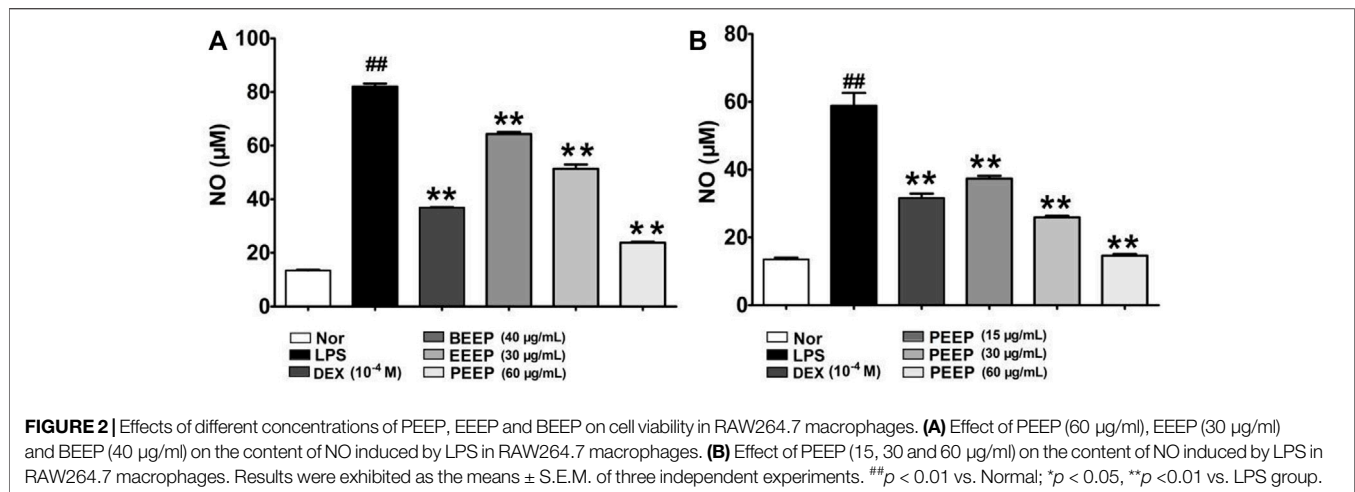 A
NO (μM)
100
80
60
40
20
0
##
**
**
**
**
Nor
LPS
DEX (10⁻⁴ M)
BEEP (40 μg/mL)
EEEP (30 μg/mL)
PEEP (60 μg/mL)
B
NO (μM)
80
60
40
20
0
##
**
**
**
**
Nor
LPS
DEX (10⁻⁴ M)
PEEP (15 μg/mL)
PEEP (30 μg/mL)
PEEP (60 μg/mL)
FIGURE 2 | Effects of different concentrations of PEEP, EEEP and BEEP on cell viability in RAW264.7 macrophages. (A) Effect of PEEP (60 μg/ml), EEEP (30 μg/ml)
and BEEP (40 μg/ml) on the content of NO induced by LPS in RAW264.7 macrophages. (B) Effect of PEEP (15, 30 and 60 μg/ml) on the content of NO induced by LPS in
RAW264.7 macrophages. Results were exhibited as the means ± S.E.M. of three independent experiments. ##p < 0.01 vs. Normal; *p < 0.05, **p <0.01 vs. LPS group.